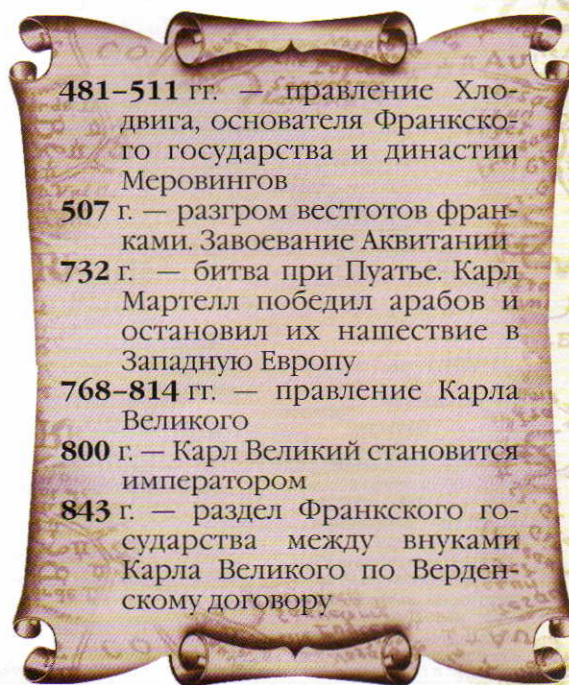 481–511 гг. — правление Хло-
двига, основателя Франкско-
го государства и династии
Меровингов
507 г. — разгром вестготов фран-
ками. Завоевание Аквитании
732 г. — битва при Пуатье. Карл
Мартелл победил арабов и
остановил их нашествие в
Западную Европу
768–814 гг. — правление Карла
Великого
800 г. — Карл Великий становится
императором
843 г. — раздел Франкского го-
сударства между внуками
Карла Великого по Верден-
скому договору